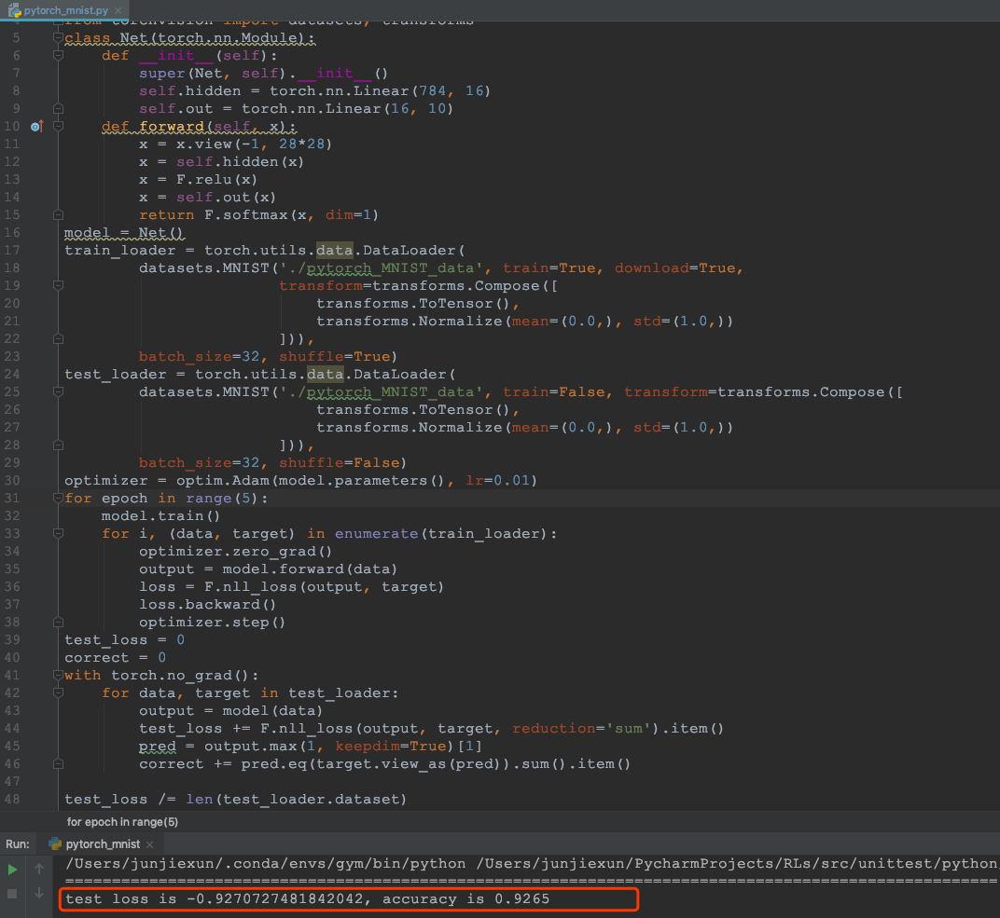 pytorch_mnist.py ×
4 from torchvision import datasets, transforms
5 class Net(torch.nn.Module):
6     def __init__(self):
7         super(Net, self).__init__()
8         self.hidden = torch.nn.Linear(784, 16)
9         self.out = torch.nn.Linear(16, 10)
10     def forward(self, x):
11         x = x.view(-1, 28*28)
12         x = self.hidden(x)
13         x = F.relu(x)
14         x = self.out(x)
15         return F.softmax(x, dim=1)
16 model = Net()
17 train_loader = torch.utils.data.DataLoader(
18         datasets.MNIST('./pytorch_MNIST_data', train=True, download=True,
19                        transform=transforms.Compose([
20                            transforms.ToTensor(),
21                            transforms.Normalize(mean=(0.0,), std=(1.0,))
22                        ])),
23         batch_size=32, shuffle=True)
24 test_loader = torch.utils.data.DataLoader(
25         datasets.MNIST('./pytorch_MNIST_data', train=False, transform=transforms.Compose([
26                            transforms.ToTensor(),
27                            transforms.Normalize(mean=(0.0,), std=(1.0,))
28                        ])),
29         batch_size=32, shuffle=False)
30 optimizer = optim.Adam(model.parameters(), lr=0.01)
31 for epoch in range(5):
32     model.train()
33     for i, (data, target) in enumerate(train_loader):
34         optimizer.zero_grad()
35         output = model.forward(data)
36         loss = F.nll_loss(output, target)
37         loss.backward()
38         optimizer.step()
39 test_loss = 0
40 correct = 0
41 with torch.no_grad():
42     for data, target in test_loader:
43         output = model(data)
44         test_loss += F.nll_loss(output, target, reduction='sum').item()
45         pred = output.max(1, keepdim=True)[1]
46         correct += pred.eq(target.view_as(pred)).sum().item()
47
48 test_loss /= len(test_loader.dataset)
for epoch in range(5)
Run: pytorch_mnist ×
/Users/junjiexun/.conda/envs/gym/bin/python /Users/junjiexun/PycharmProjects/RLs/src/unittest/python/
====================================================================================================
test loss is -0.9270727481842042, accuracy is 0.9265